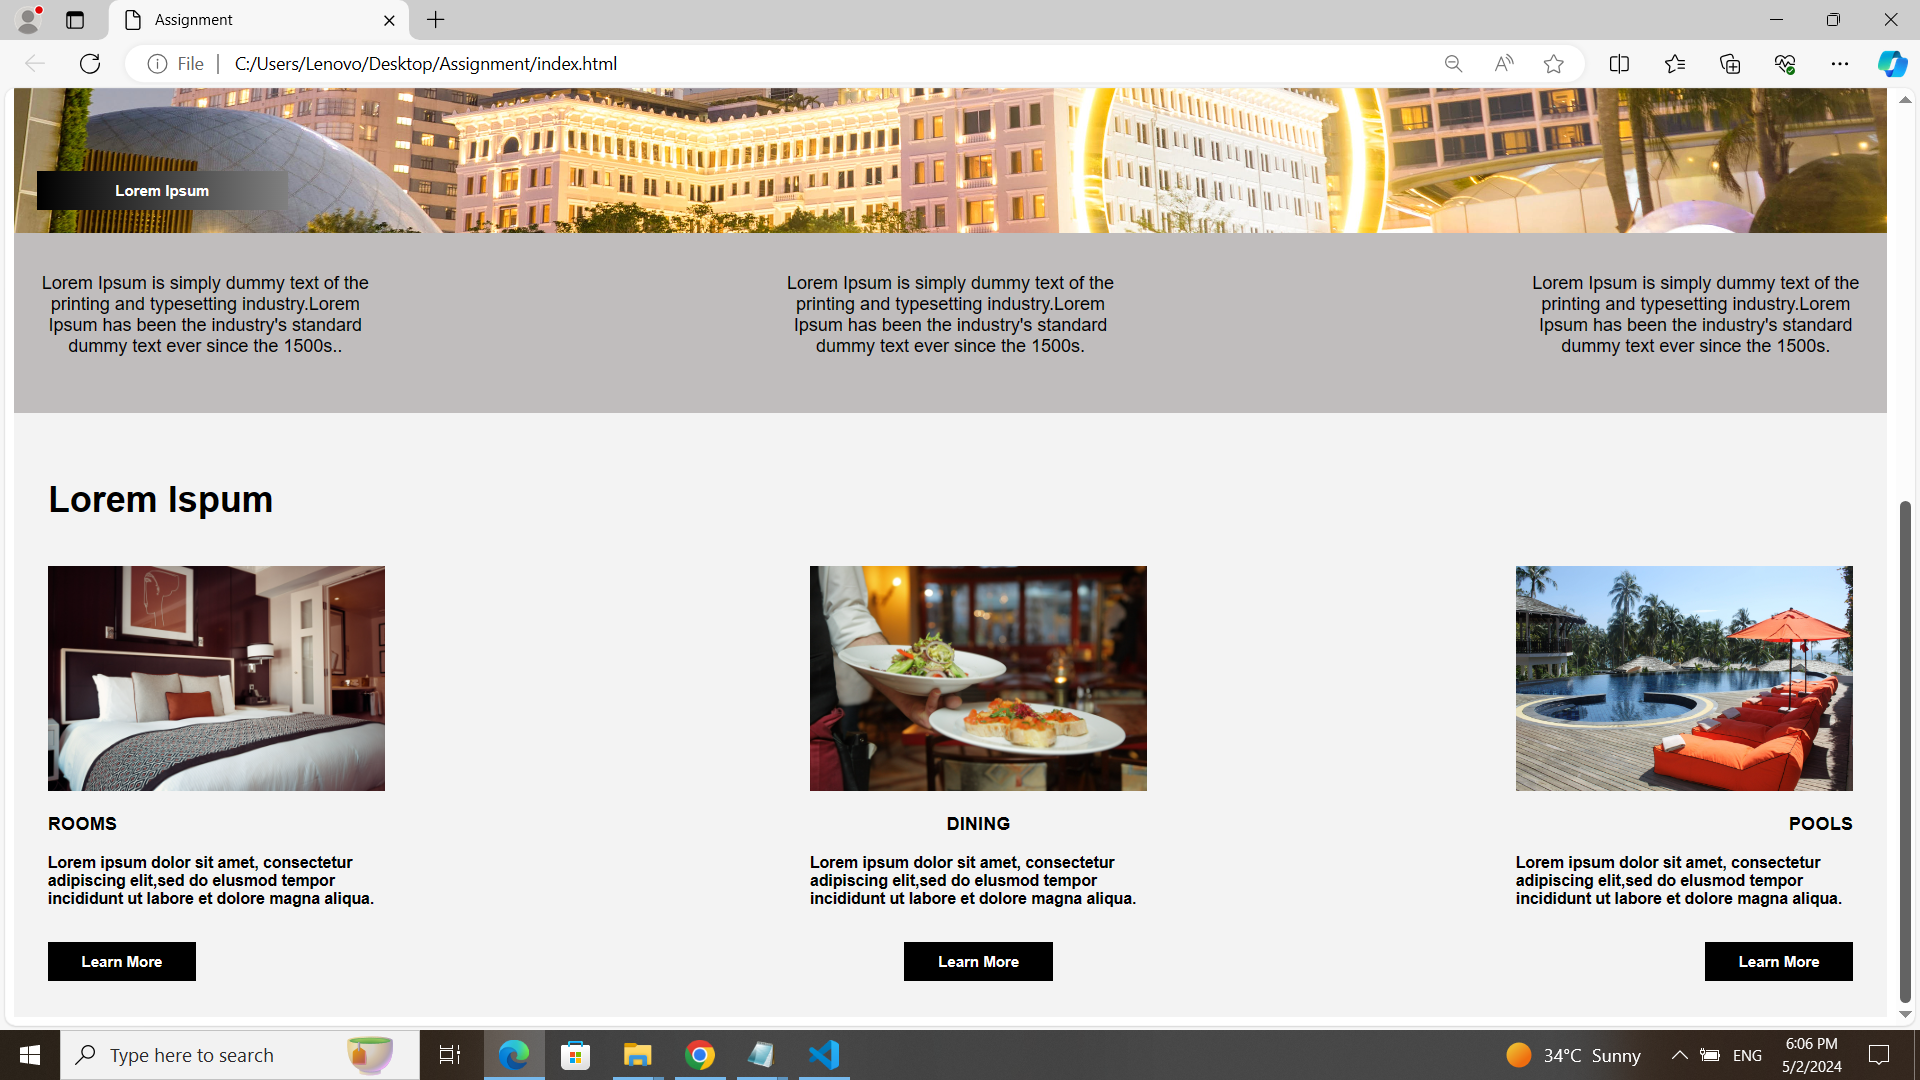 Assignment
File
C:/Users/Lenovo/Desktop/Assignment/index.html
Lorem Ipsum
Lorem Ipsum is simply dummy text of the
printing and typesetting industry.Lorem
Ipsum has been the industry's standard
dummy text ever since the 1500s..
Lorem Ipsum is simply dummy text of the
printing and typesetting industry.Lorem
Ipsum has been the industry's standard
dummy text ever since the 1500s.
Lorem Ipsum is simply dummy text of the
printing and typesetting industry.Lorem
Ipsum has been the industry's standard
dummy text ever since the 1500s.
Lorem Ispum
ROOMS
Lorem ipsum dolor sit amet, consectetur
adipiscing elit,sed do elusmod tempor
incididunt ut labore et dolore magna aliqua.
Learn More
DINING
Lorem ipsum dolor sit amet, consectetur
adipiscing elit,sed do elusmod tempor
incididunt ut labore et dolore magna aliqua.
Learn More
POOLS
Lorem ipsum dolor sit amet, consectetur
adipiscing elit,sed do elusmod tempor
incididunt ut labore et dolore magna aliqua.
Learn More
Type here to search
34°C Sunny
ENG
6:06 PM
5/2/2024